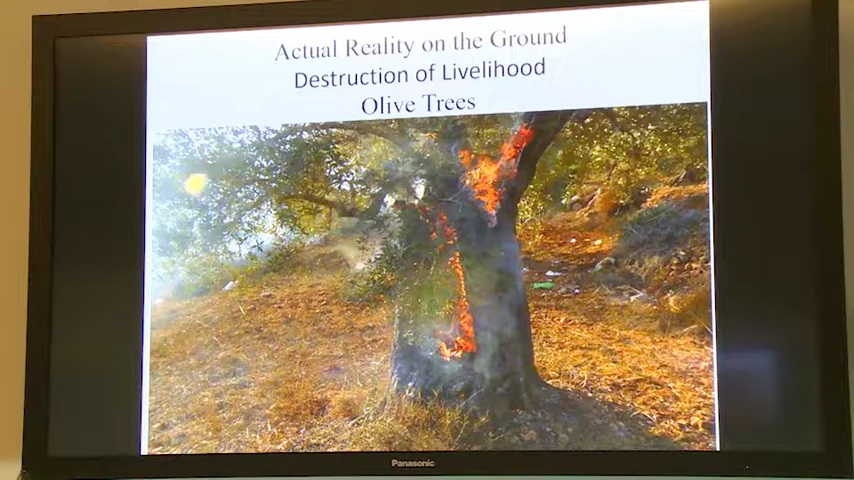 Actual Reality on the Ground
Destruction of Livelihood
Olive Trees
Panasonic